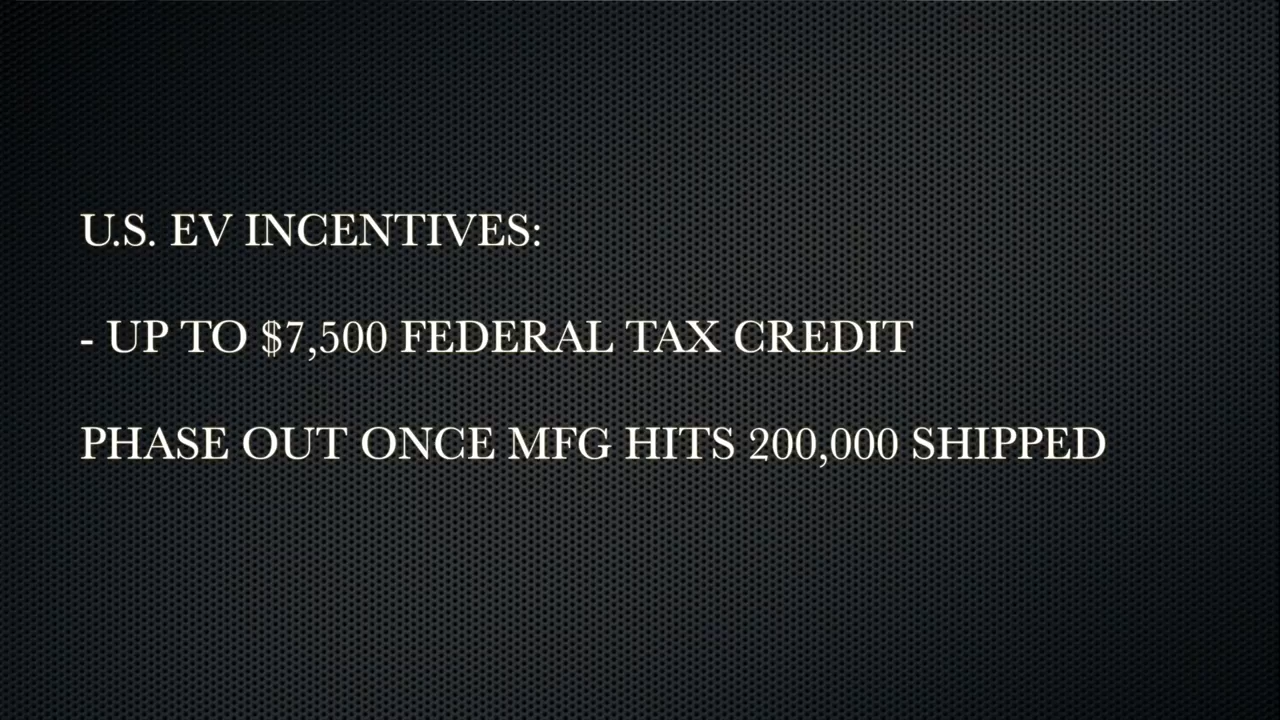 U.S. EV INCENTIVES:
- UP TO $7,500 FEDERAL TAX CREDIT
PHASE OUT ONCE MFG HITS 200,000 SHIPPED